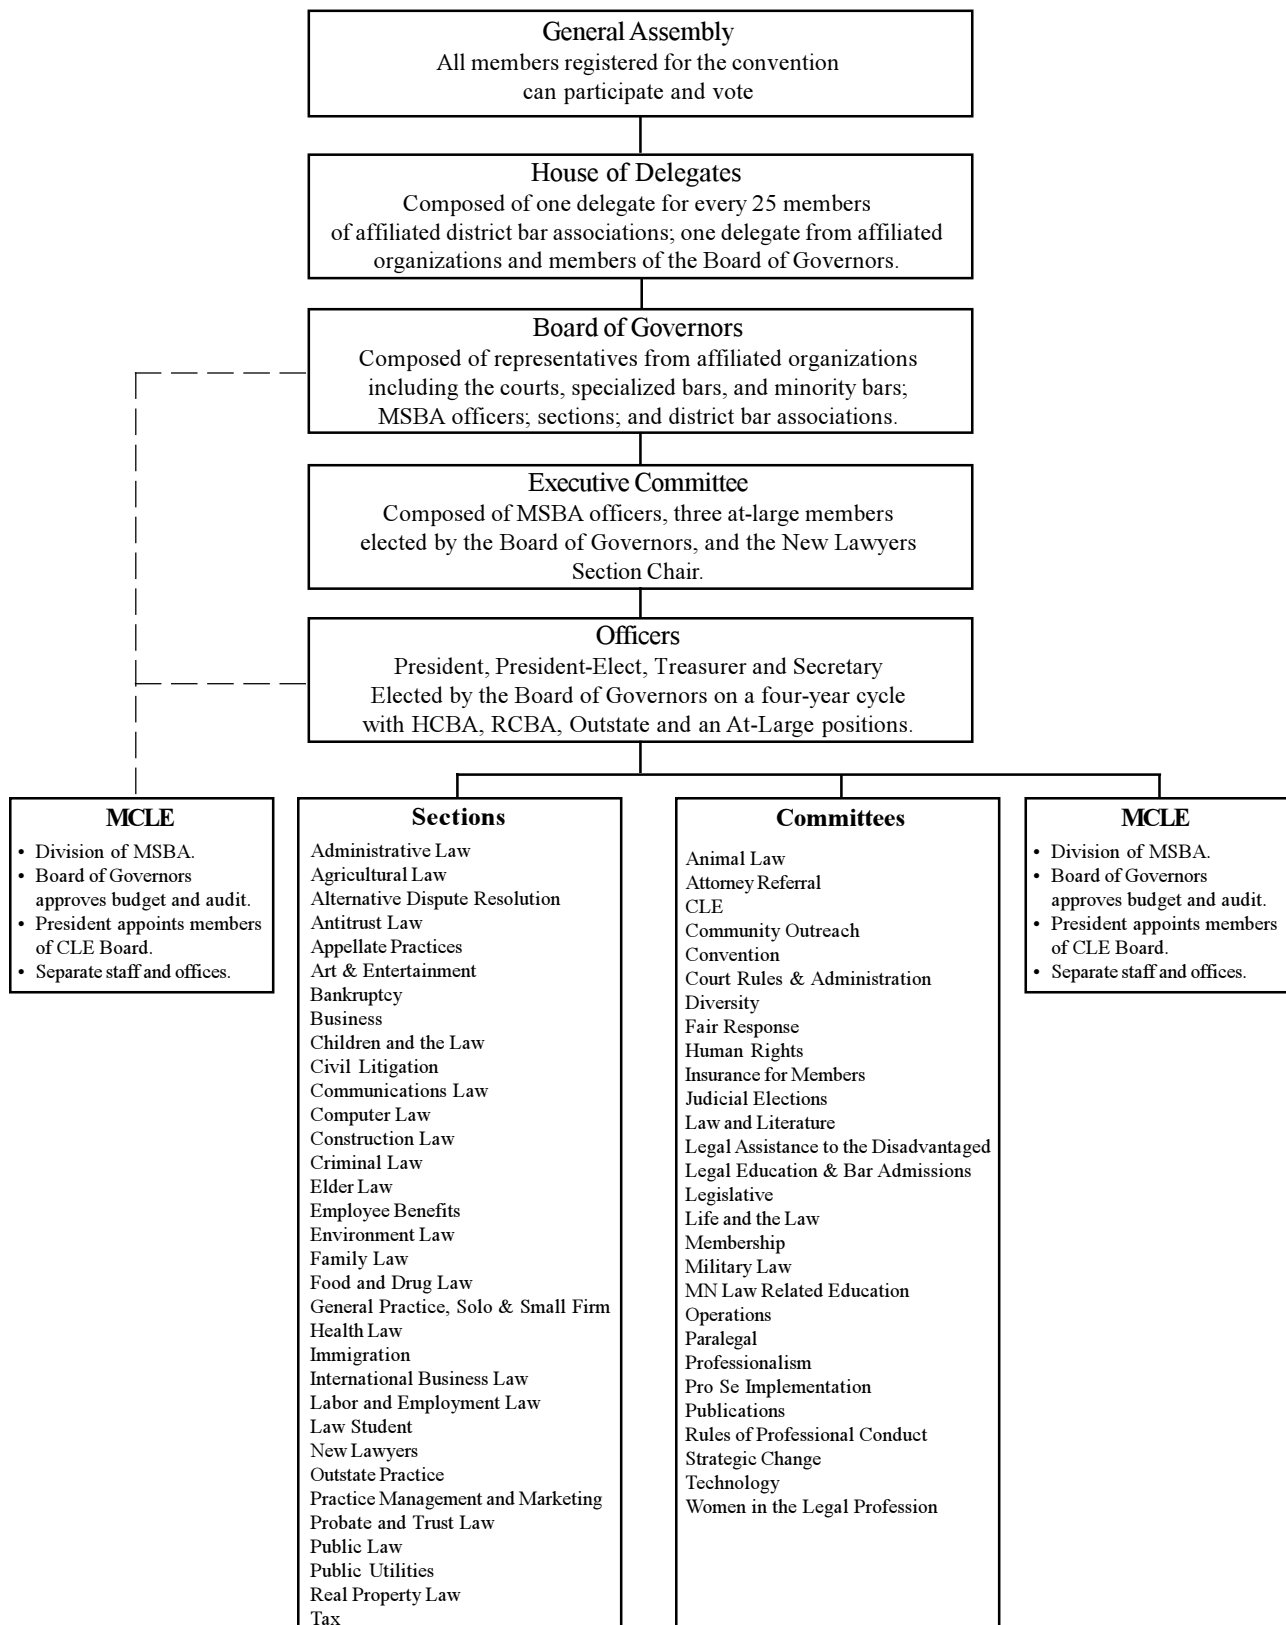 General Assembly
All members registered for the convention
can participate and vote
House of Delegates
Composed of one delegate for every 25 members
of affiliated district bar associations; one delegate from affiliated
organizations and members of the Board of Governors.
Board of Governors
Composed of representatives from affiliated organizations
including the courts, specialized bars, and minority bars;
MSBA officers; sections; and district bar associations.
Executive Committee
Composed of MSBA officers, three at-large members
elected by the Board of Governors, and the New Lawyers
Section Chair.
Officers
President, President-Elect, Treasurer and Secretary
Elected by the Board of Governors on a four-year cycle
with HCBA, RCBA, Outstate and an At-Large positions.
MCLE
• Division of MSBA.
• Board of Governors
approves budget and audit.
• President appoints members
of CLE Board.
• Separate staff and offices.
Sections
Administrative Law
Agricultural Law
Alternative Dispute Resolution
Antitrust Law
Appellate Practices
Art & Entertainment
Bankruptcy
Business
Children and the Law
Civil Litigation
Communications Law
Computer Law
Construction Law
Criminal Law
Elder Law
Employee Benefits
Environment Law
Family Law
Food and Drug Law
General Practice, Solo & Small Firm
Health Law
Immigration
International Business Law
Labor and Employment Law
Law Student
New Lawyers
Outstate Practice
Practice Management and Marketing
Probate and Trust Law
Public Law
Public Utilities
Real Property Law
Tax
Committees
Animal Law
Attorney Referral
CLE
Community Outreach
Convention
Court Rules & Administration
Diversity
Fair Response
Human Rights
Insurance for Members
Judicial Elections
Law and Literature
Legal Assistance to the Disadvantaged
Legal Education & Bar Admissions
Legislative
Life and the Law
Membership
Military Law
MN Law Related Education
Operations
Paralegal
Professionalism
Pro Se Implementation
Publications
Rules of Professional Conduct
Strategic Change
Technology
Women in the Legal Profession
MCLE
• Division of MSBA.
• Board of Governors
approves budget and audit.
• President appoints members
of CLE Board.
• Separate staff and offices.